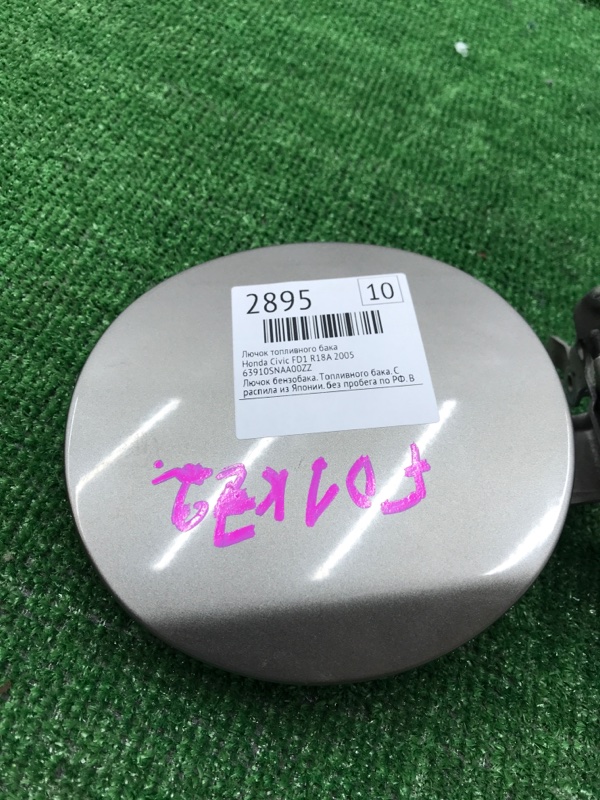 2895
10
Лючок топливного бака
Honda Civic FD1 R18A 2005
63910SNAA00ZZ
Лючок бензобака. Топливного бака. С
распила из Японии, без пробега по РФ. В
FD1K72